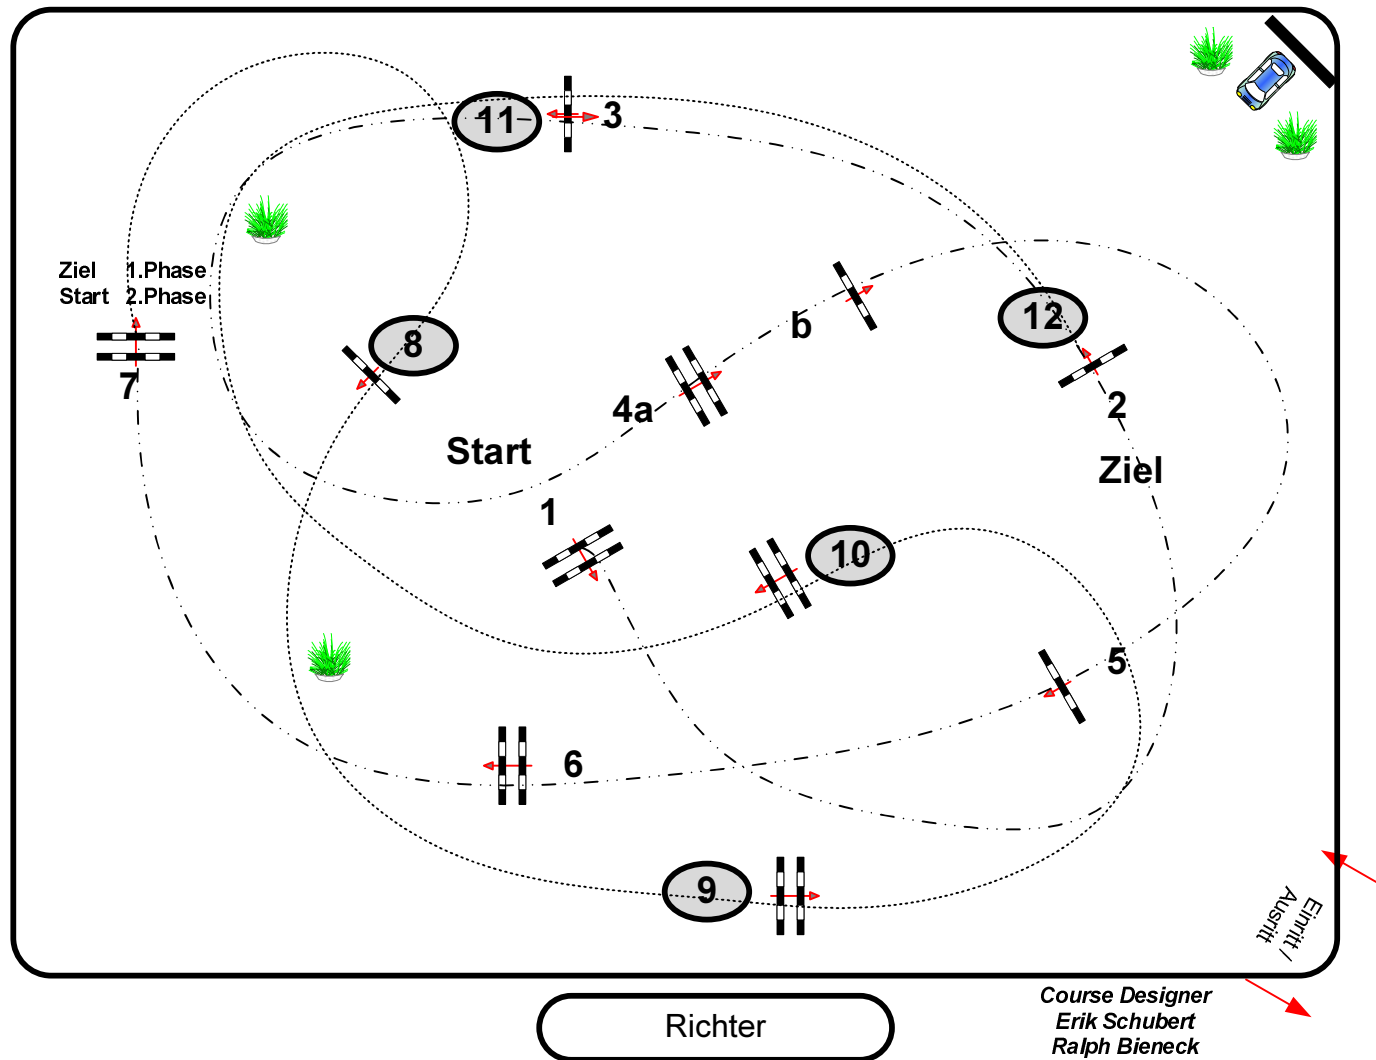 11
3
Ziel 1.Phase
Start 2.Phase
b
12
8
7
4a
2
Start
Ziel
1
10
5
6
9
Einritt /
Ausritt
Course Designer
Erik Schubert
Ralph Bieneck
Richter